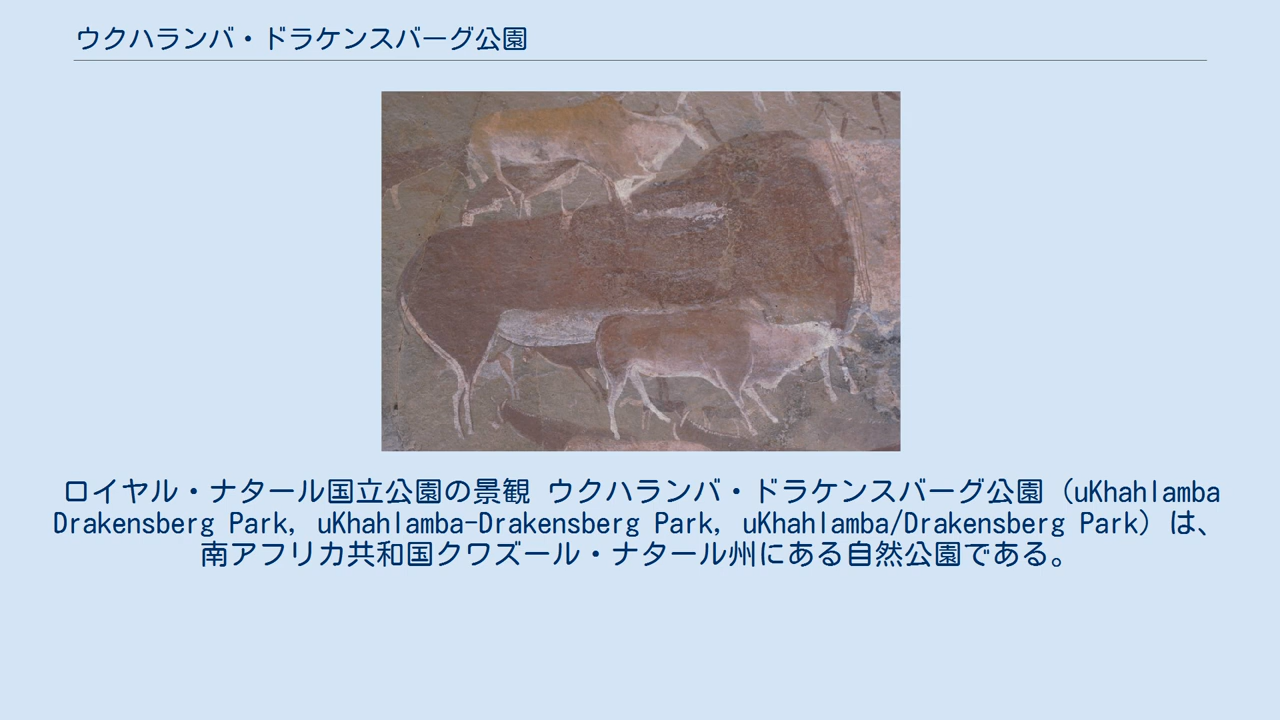 ウクハランバ・ドラケンスバーグ公園
ロイヤル・ナタール国立公園の景観 ウクハランバ・ドラケンスバーグ公園（uKhahlamba
Drakensberg Park, uKhahlamba-Drakensberg Park, uKhahlamba/Drakensberg Park）は、
南アフリカ共和国クワズール・ナタール州にある自然公園である。